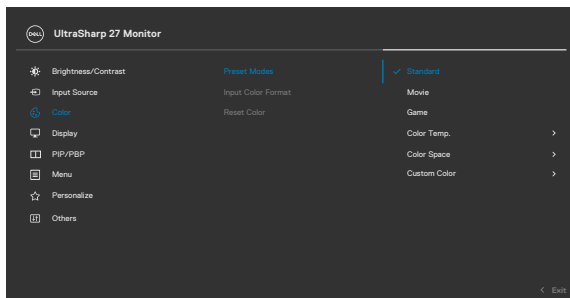 DELL UltraSharp 27 Monitor
Brightness/Contrast Preset Modes ✓ Standard
Input Source Input Color Format Movie
Color Reset Color Game
Display Color Temp. >
PIP/PBP Color Space >
Menu Custom Color >
Personalize
Others
< Exit